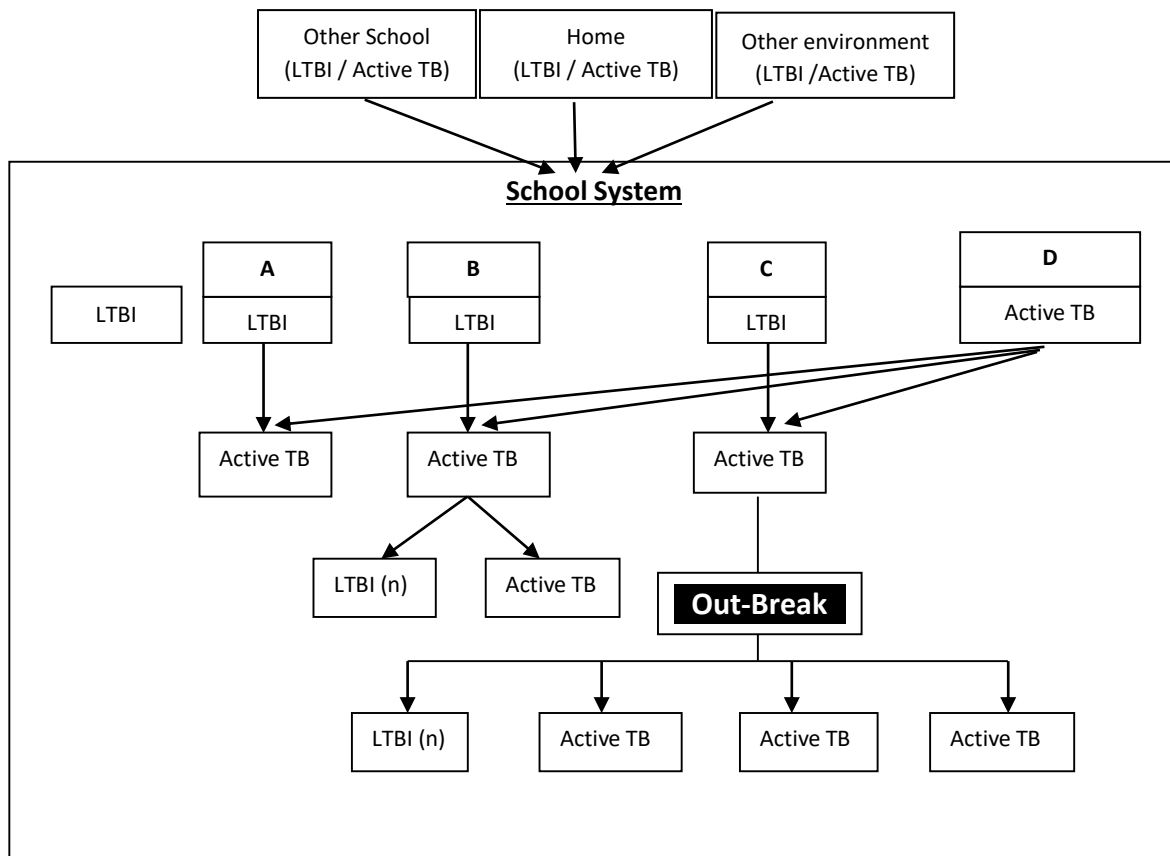 Other School
(LTBI / Active TB)
Home
(LTBI / Active TB)
Other environment
(LTBI /Active TB)
School System
A
B
C
D
LTBI
LTBI
LTBI
LTBI
Active TB
Active TB
Active TB
Active TB
LTBI (n)
Active TB
Out-Break
LTBI (n)
Active TB
Active TB
Active TB